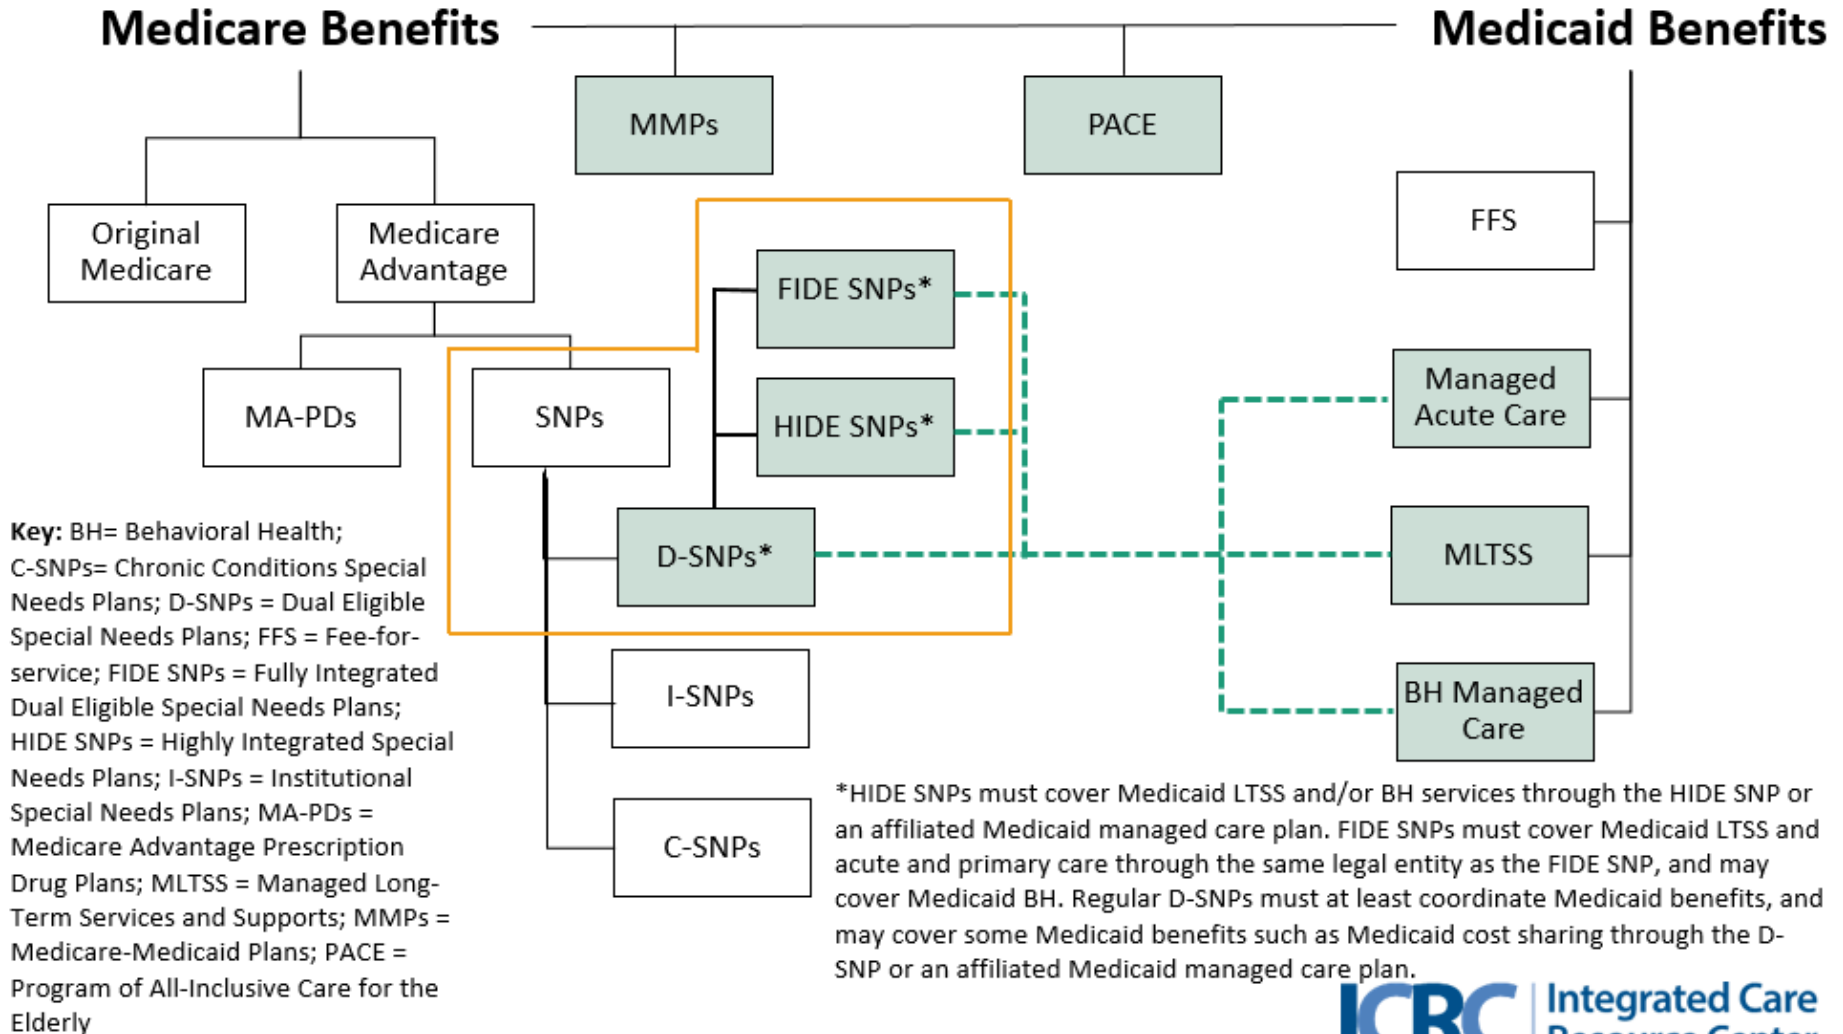 Medicare Benefits
Medicaid Benefits
MMPs
PACE
Original
Medicare
Medicare
Advantage
FFS
FIDE SNPs*
MA-PDs
SNPs
HIDE SNPs*
Managed
Acute Care
D-SNPs*
MLTSS
I-SNPs
BH Managed
Care
C-SNPs
Key: BH= Behavioral Health;
C-SNPs= Chronic Conditions Special
Needs Plans; D-SNPs = Dual Eligible
Special Needs Plans; FFS = Fee-for-
service; FIDE SNPs = Fully Integrated
Dual Eligible Special Needs Plans;
HIDE SNPs = Highly Integrated Special
Needs Plans; I-SNPs = Institutional
Special Needs Plans; MA-PDs =
Medicare Advantage Prescription
Drug Plans; MLTSS = Managed Long-
Term Services and Supports; MMPs =
Medicare-Medicaid Plans; PACE =
Program of All-Inclusive Care for the
Elderly
*HIDE SNPs must cover Medicaid LTSS and/or BH services through the HIDE SNP or
an affiliated Medicaid managed care plan. FIDE SNPs must cover Medicaid LTSS and
acute and primary care through the same legal entity as the FIDE SNP, and may
cover Medicaid BH. Regular D-SNPs must at least coordinate Medicaid benefits, and
may cover some Medicaid benefits such as Medicaid cost sharing through the D-
SNP or an affiliated Medicaid managed care plan.
ICRC
Integrated Care
Resource Center